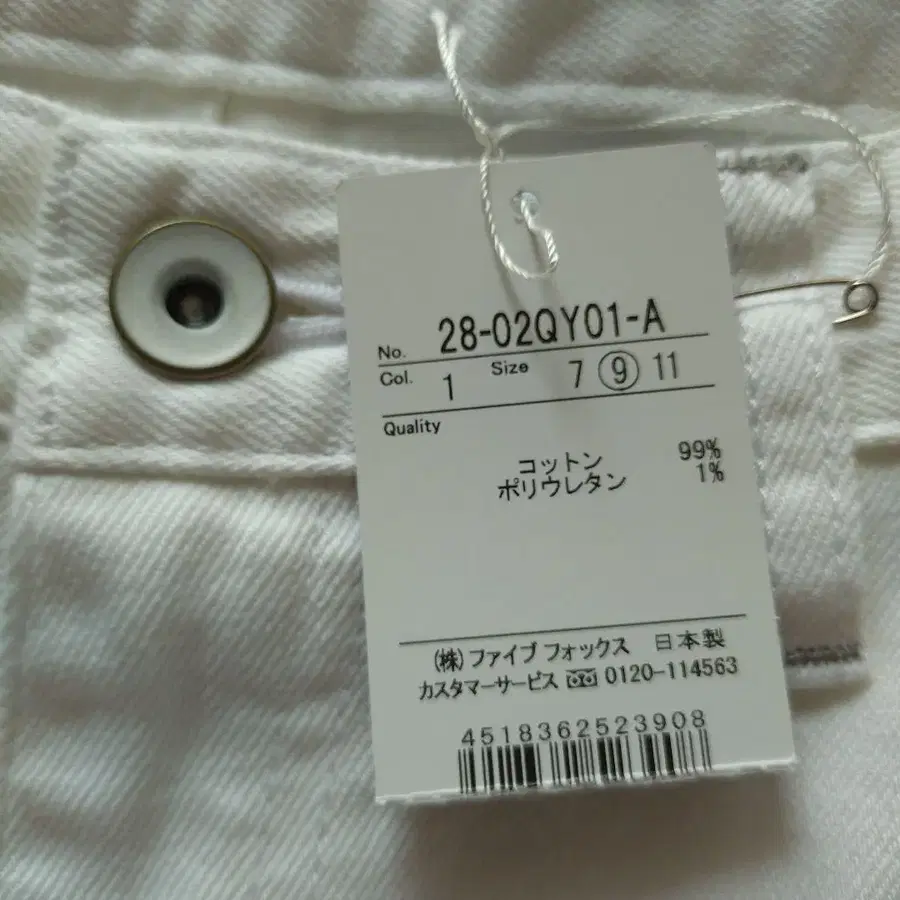 No. 28-02QY01-A
Col. 1 Size 7 9 11
Quality
コットン 99%
ポリウレタン 1%
(株)ファイブ フォックス 日本製
カスタマーサービス 0120-114563
4518362523908